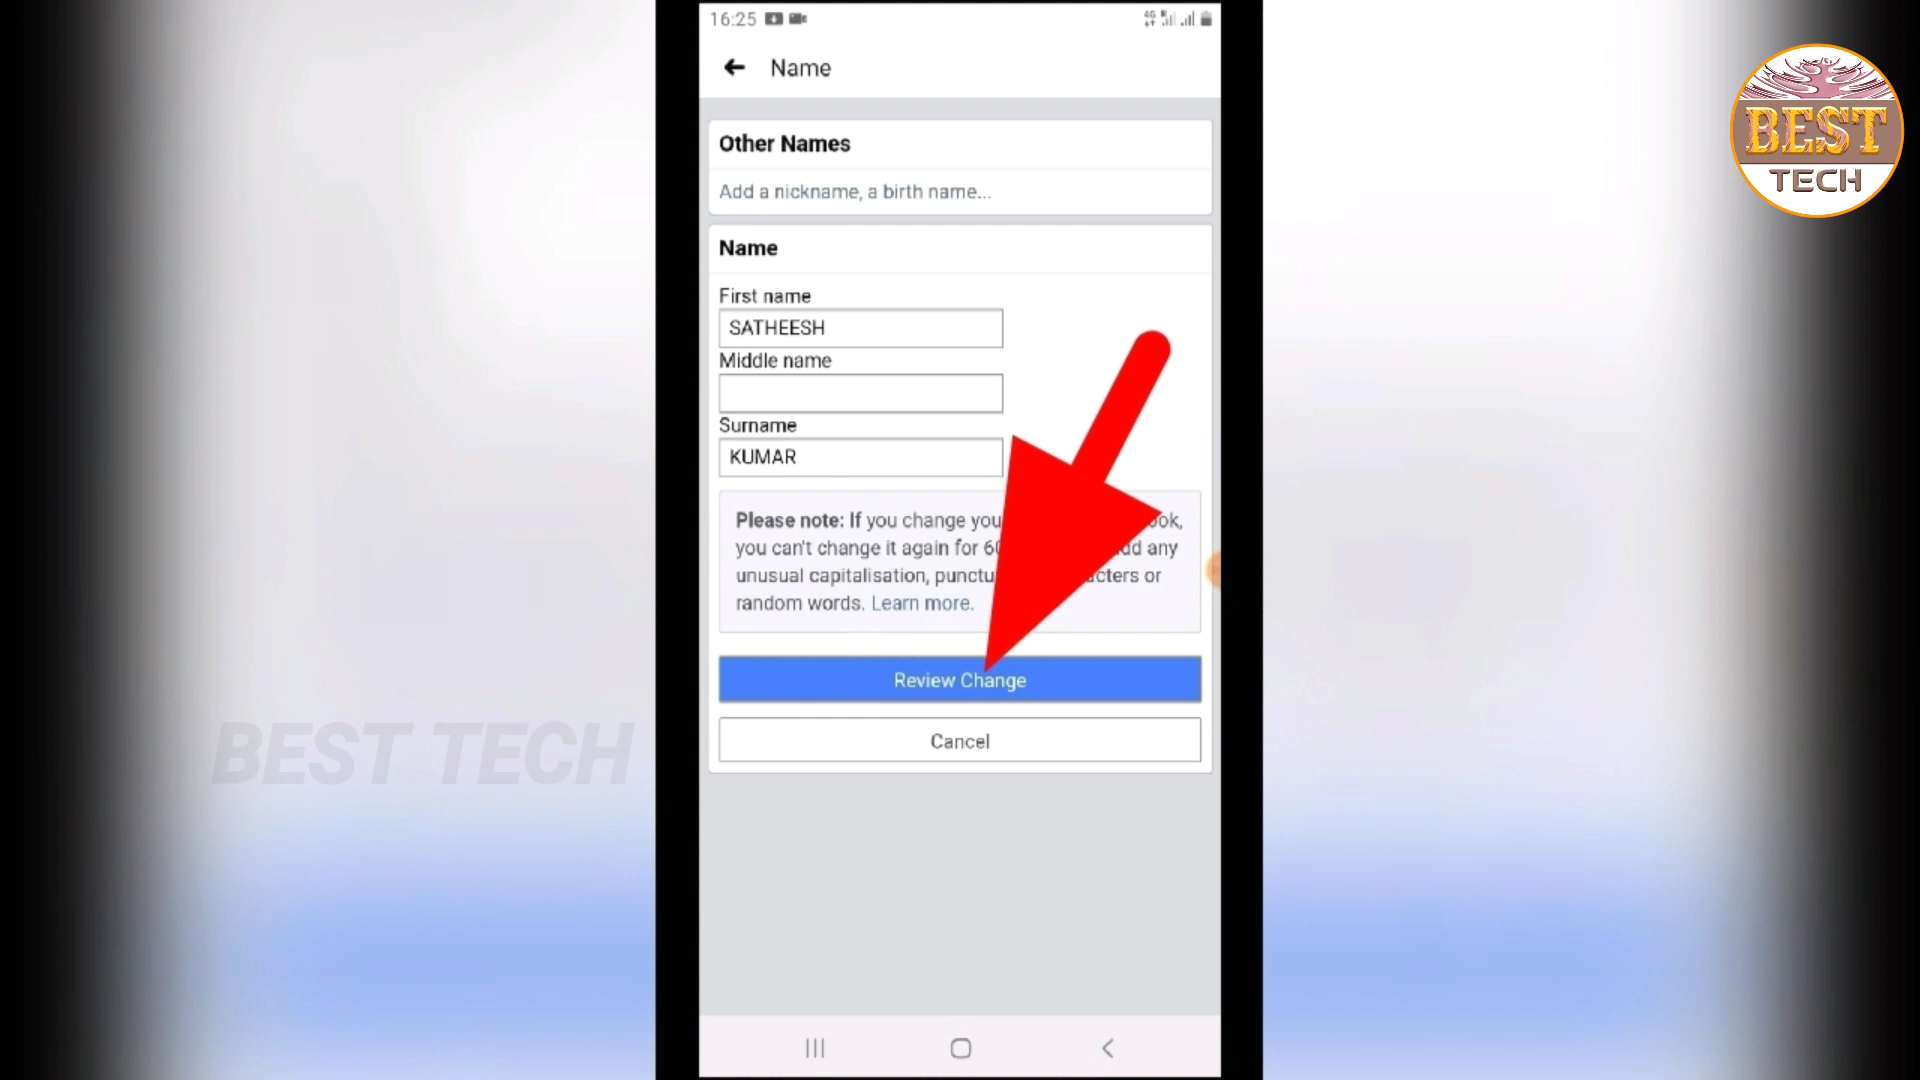 16:25
Name
Other Names
Add a nickname, a birth name...
Name
First name
SATHEESH
Middle name
Surname
KUMAR
Please note: If you change you ook,
you can't change it again for 60 dd any
unusual capitalisation, punctu acters or
random words. Learn more.
Review Change
Cancel
BEST TECH
BEST
TECH